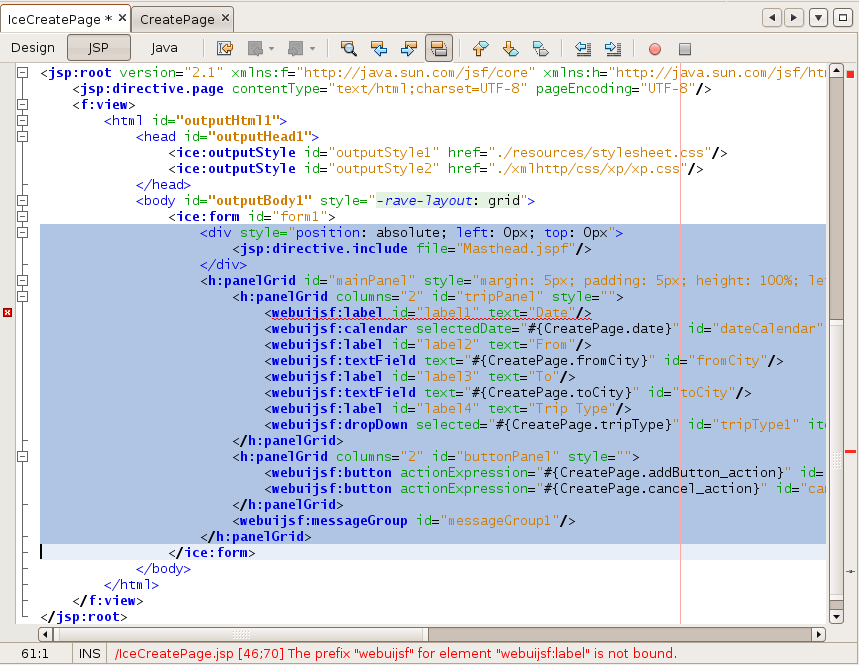 IceCreatePage * × CreatePage ×
Design JSP Java
<jsp:root version="2.1" xmlns:f="http://java.sun.com/jsf/core" xmlns:h="http://java.sun.com/jsf/htm
<jsp:directive.page contentType="text/html;charset=UTF-8" pageEncoding="UTF-8"/>
<f:view>
<html id="outputHtml1">
<head id="outputHead1">
<ice:outputStyle id="outputStyle1" href="./resources/stylesheet.css"/>
<ice:outputStyle id="outputStyle2" href="./xmlhttp/css/xp/xp.css"/>
</head>
<body id="outputBody1" style="-rave-layout: grid">
<ice:form id="form1">
<div style="position: absolute; left: 0px; top: 0px">
<jsp:directive.include file="Masthead.jspf"/>
</div>
<h:panelGrid id="mainPanel" style="margin: 5px; padding: 5px; height: 100%; le
<h:panelGrid columns="2" id="tripPanel" style="">
<webuijsf:label id="label1" text="Date"/>
<webuijsf:calendar selectedDate="#{CreatePage.date}" id="dateCalendar"
<webuijsf:label id="label2" text="From"/>
<webuijsf:textField text="#{CreatePage.fromCity}" id="fromCity"/>
<webuijsf:label id="label3" text="To"/>
<webuijsf:textField text="#{CreatePage.toCity}" id="toCity"/>
<webuijsf:label id="label4" text="Trip Type"/>
<webuijsf:dropDown selected="#{CreatePage.tripType}" id="tripType1" ite
</h:panelGrid>
<h:panelGrid columns="2" id="buttonPanel" style="">
<webuijsf:button actionExpression="#{CreatePage.addButton_action}" id=
<webuijsf:button actionExpression="#{CreatePage.cancel_action}" id="can
</h:panelGrid>
<webuijsf:messageGroup id="messageGroup1"/>
</h:panelGrid>
</ice:form>
</body>
</html>
</f:view>
</jsp:root>
61:1 INS /IceCreatePage.jsp [46;70] The prefix "webuijsf" for element "webuijsf:label" is not bound.